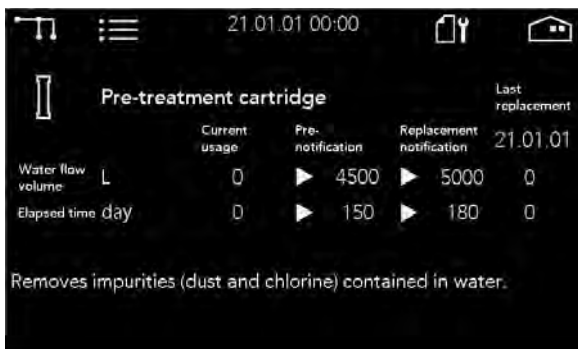 21.01.01 00:00
Pre-treatment cartridge
Last
replacement
Current
usage
Pre-
notification
Replacement
notification
21.01.01
Water flow
volume L 0 4500 5000 0
Elapsed time day 0 150 180 0
Removes impurities (dust and chlorine) contained in water.